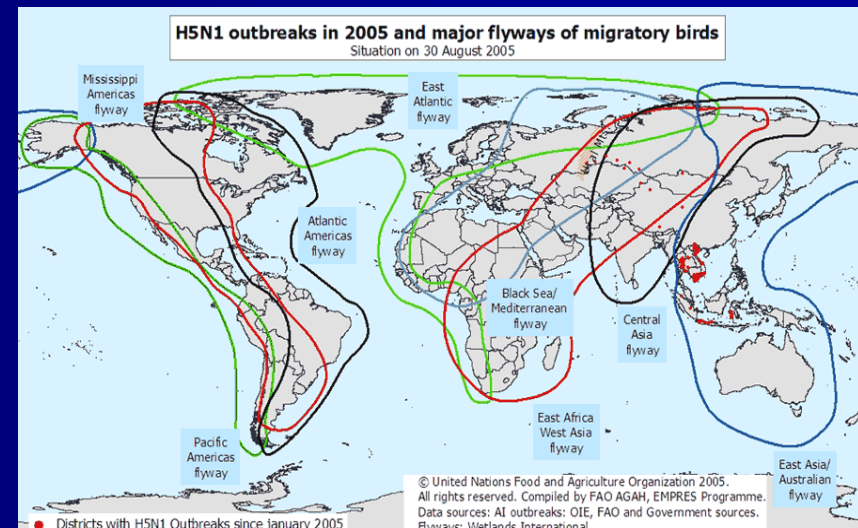 H5N1 outbreaks in 2005 and major flyways of migratory birds
Situation on 30 August 2005
Mississippi
Americas
flyway
East
Atlantic
flyway
Atlantic
Americas
flyway
Black Sea/
Mediterranean
flyway
Central
Asia
flyway
East Africa
West Asia
flyway
Pacific
Americas
flyway
East Asia/
Australian
flyway
© United Nations Food and Agriculture Organization 2005.
All rights reserved. Compiled by FAO AGAH, EMPRES Programme.
Data sources: AI outbreaks: OIE, FAO and Government sources.
Flyways: Wetlands International
Districts with H5N1 Outbreaks since january 2005